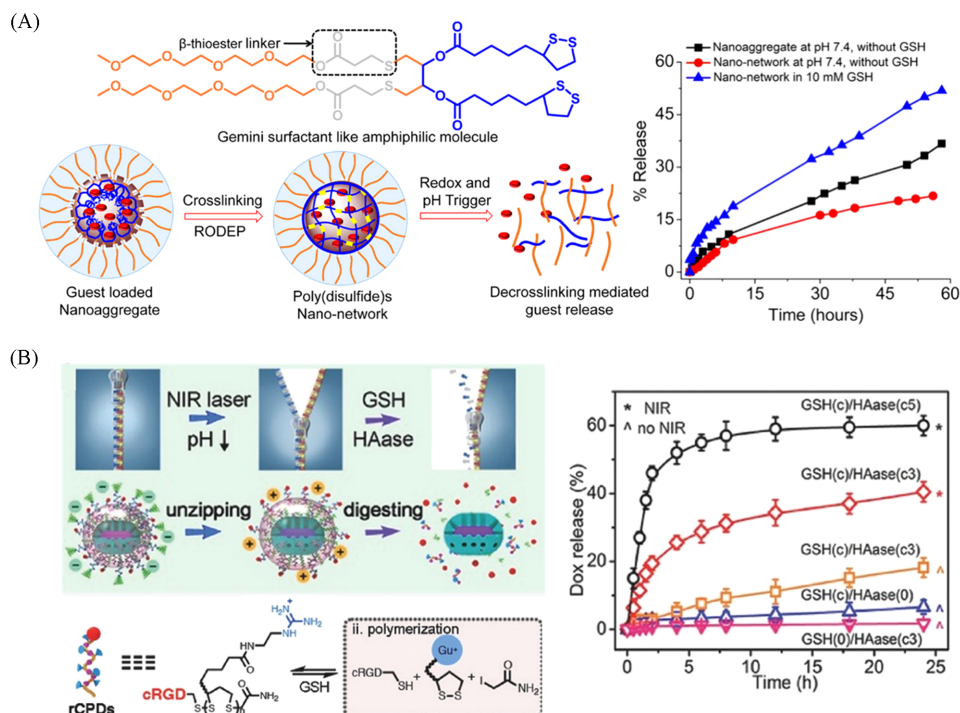 (A)
β-thioester linker
O
O
O
O
O
O
S
O
O
S
S
O
O
O
O
O
O
S
O
O
S
S
Gemini surfactant like amphiphilic molecule
Guest loaded
Nanoaggregate
Crosslinking
RODEP
Poly(disulfide)s
Nano-network
Redox and
pH Trigger
Decrosslinking mediated
guest release
Nanoaggregate at pH 7.4, without GSH
Nano-network at pH 7.4, without GSH
Nano-network in 10 mM GSH
% Release
60
45
30
15
0
0
15
30
45
60
Time (hours)
(B)
NIR laser
pH ↓
GSH
HAase
unzipping
digesting
rCPDs
cRGD
S
S
S
n
O
NH2
O
N
H
H
N
NH2
NH2
+
GSH
ii. polymerization
Gu+
cRGD
SH
+
S-S
+
I
O
NH2
Dox release (%)
60
40
20
0
0
5
10
15
20
25
Time (h)
* NIR
^ no NIR
GSH(c)/HAase(c5)
*
GSH(c)/HAase(c3)
*
GSH(c)/HAase(c3)
^
GSH(c)/HAase(0)
^
GSH(0)/HAase(c3)
^